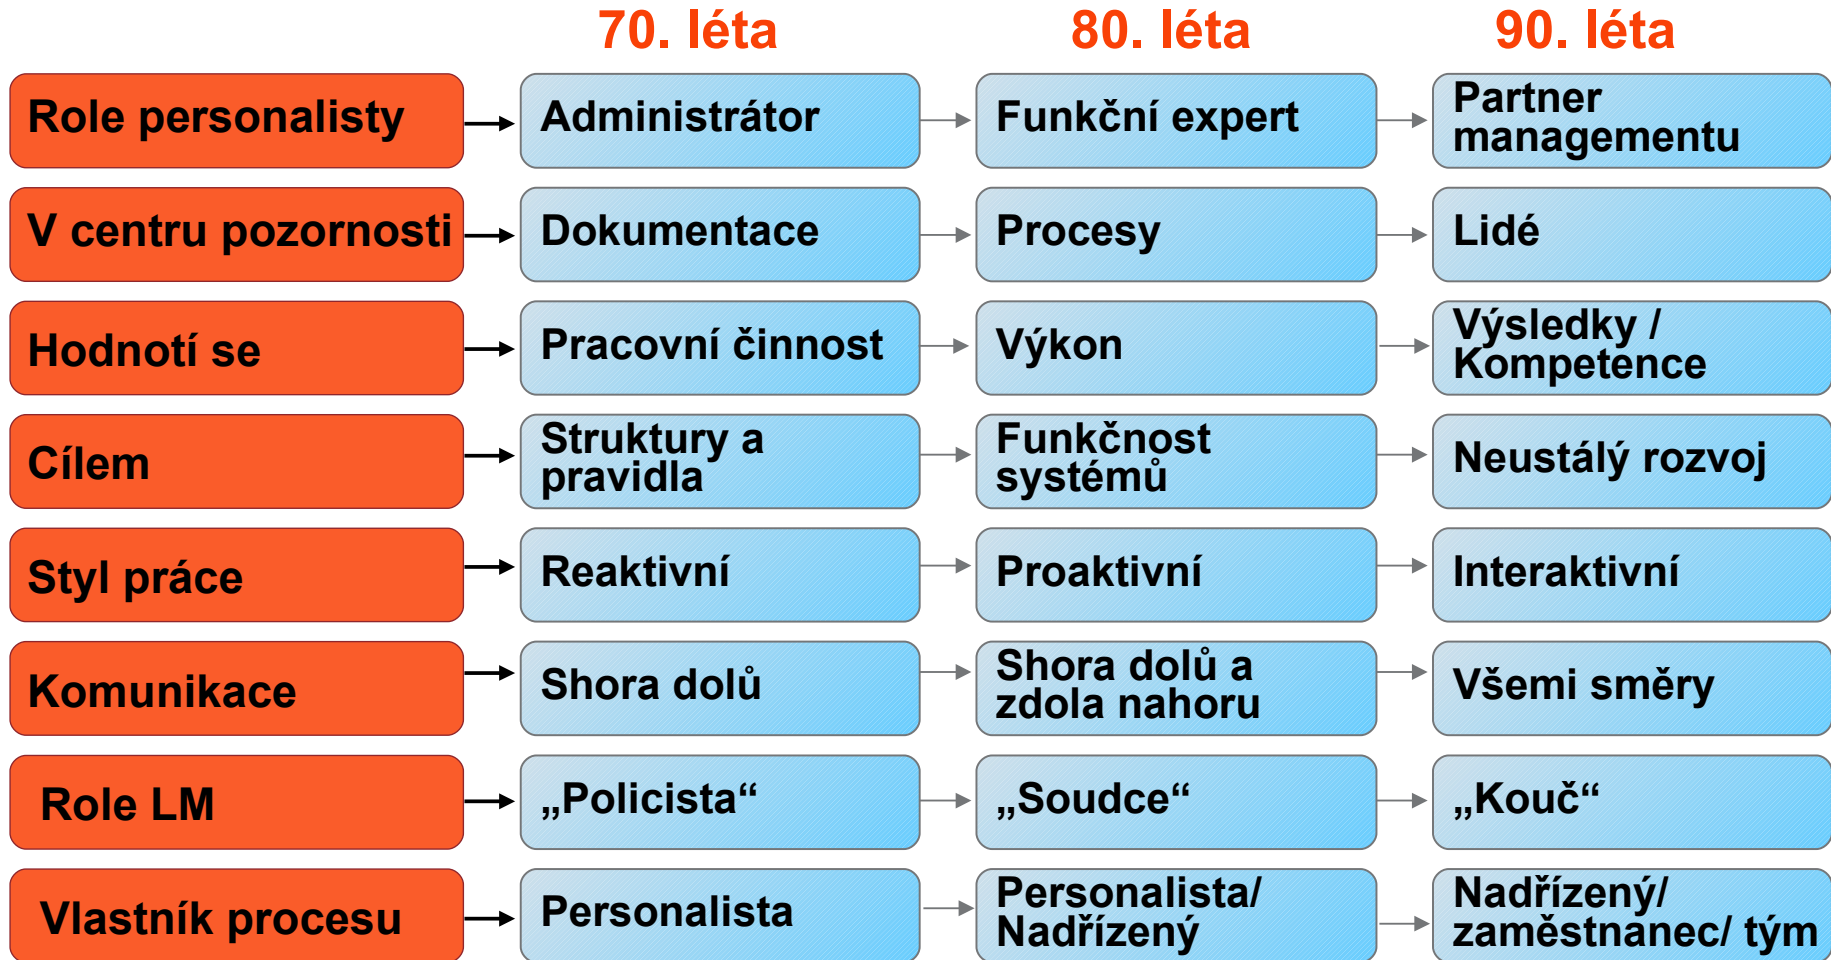 70. léta 80. léta 90. léta
Role personalisty Administrátor Funkční expert Partner
managementu
V centru pozornosti Dokumentace Procesy Lidé
Hodnotí se Pracovní činnost Výkon Výsledky /
Kompetence
Cílem Struktury a
pravidla Funkčnost
systémů Neustálý rozvoj
Styl práce Reaktivní Proaktivní Interaktivní
Komunikace Shora dolů Shora dolů a
zdola nahoru Všemi směry
Role LM „Policista“ „Soudce“ „Kouč“
Vlastník procesu Personalista Personalista/
Nadřízený Nadřízený/
zaměstnanec/ tým